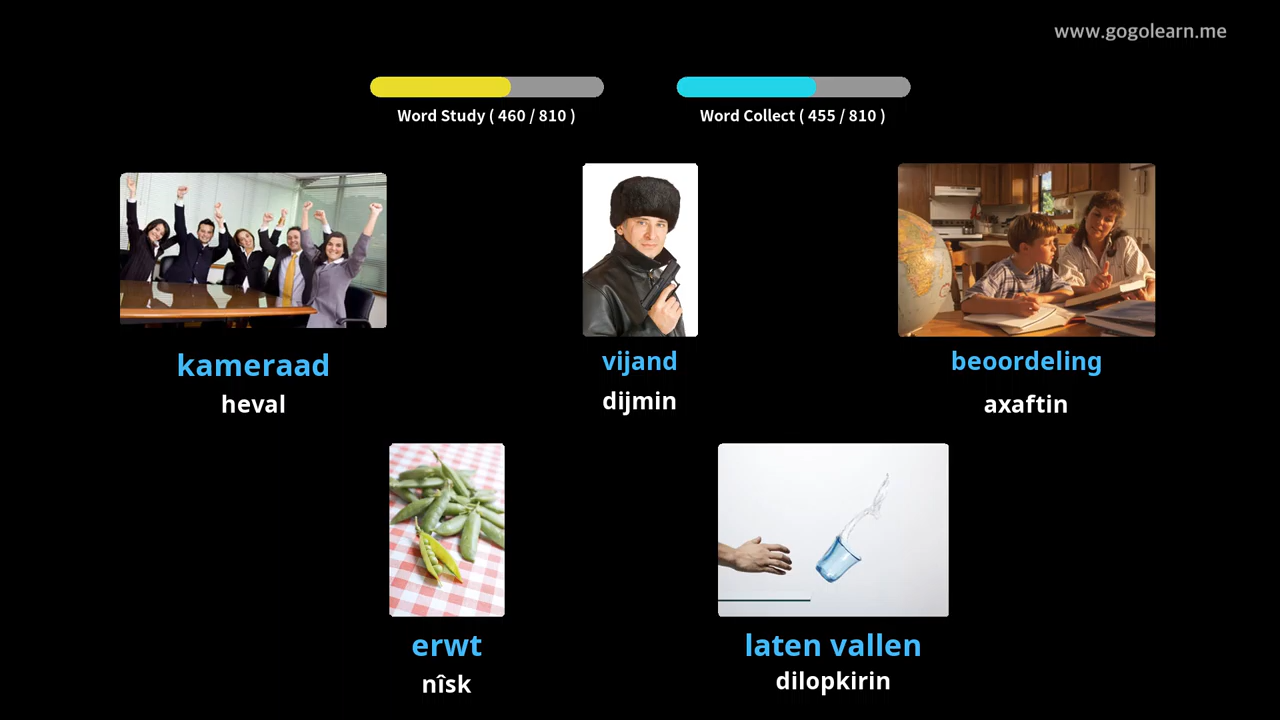 www.gogolearn.me
Word Study ( 460 / 810 )
Word Collect ( 455 / 810 )
kameraad
heval
vijand
dijmin
beoordeling
axaftin
erwt
nîsk
laten vallen
dilopkirin